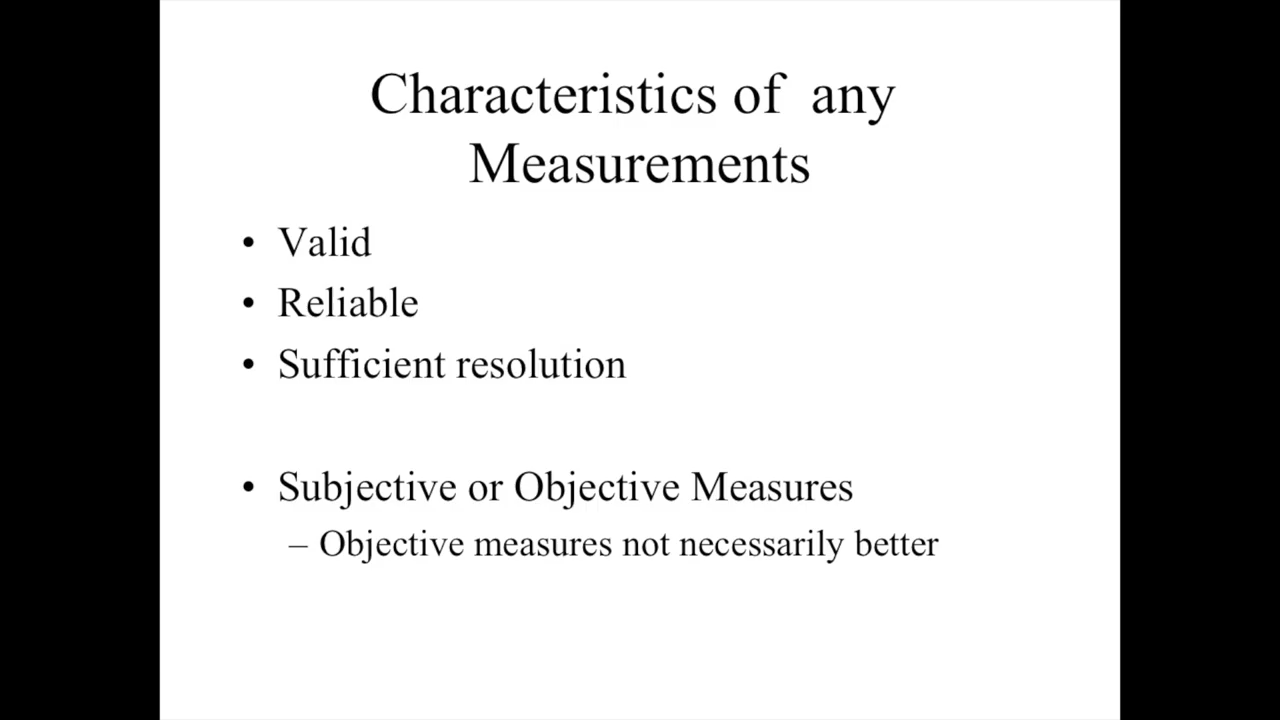 Characteristics of any
Measurements
• Valid
• Reliable
• Sufficient resolution
• Subjective or Objective Measures
– Objective measures not necessarily better